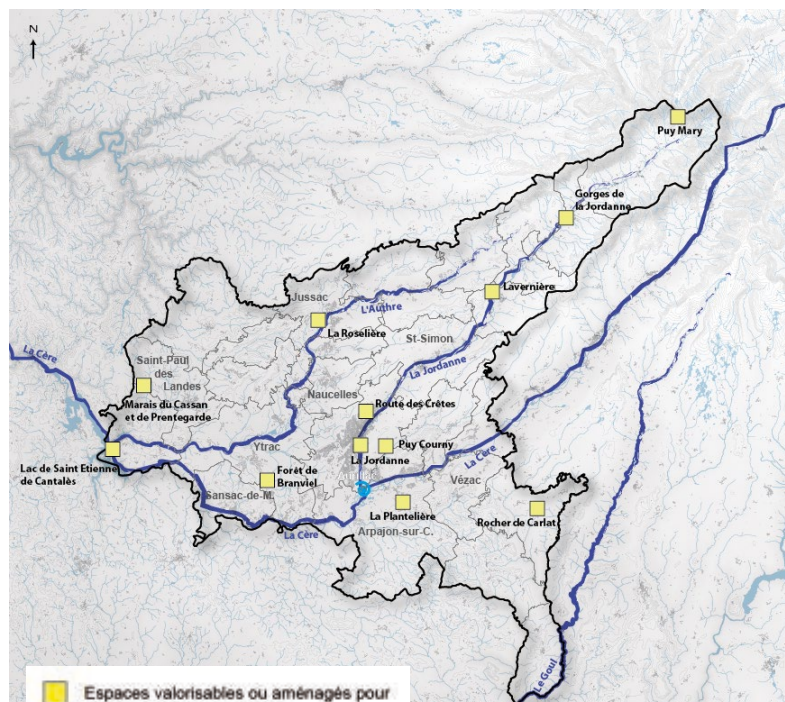 N
Puy Mary
Gorges de
la Jordanne
Lavernière
Jussac
L'Authre
La Roselière
St-Simon
La Cère
La Jordanne
Saint-Paul
des
Landes
Marais du Cassan
et de Prentegarde
Naucelles
Route des Crêtes
Ytrac
La Jordanne
Puy Courny
La Cère
Lac de Saint Etienne
de Cantalès
Forêt de
Branviel
Sansac-de-M.
Vézac
La Plantelière
Rocher de Carlat
La Cère
Arpajon-sur-C.
Le Goul
Espaces valorisables ou aménagés pour